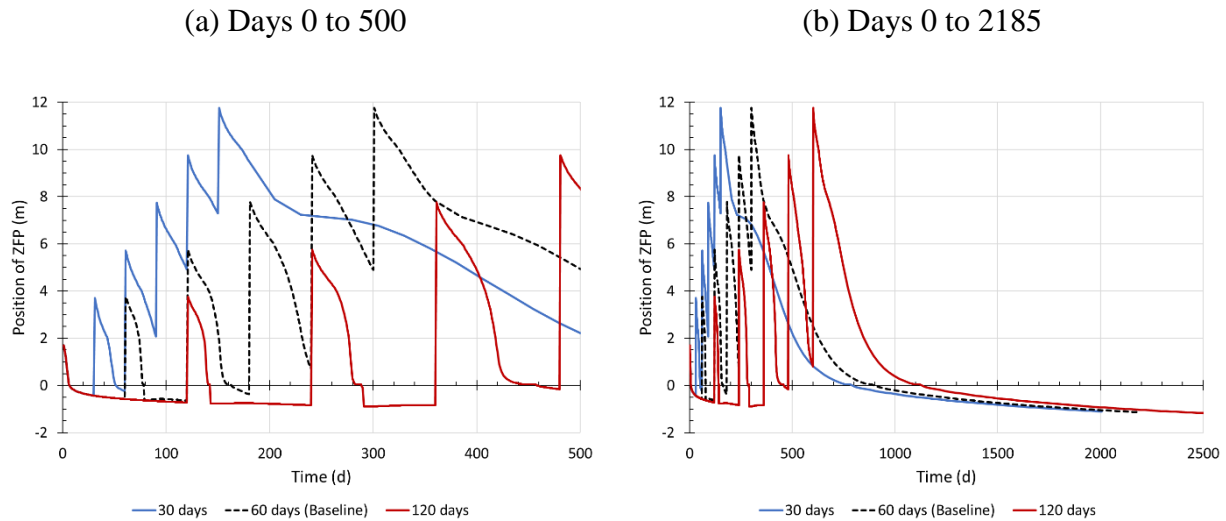 (a) Days 0 to 500
(b) Days 0 to 2185
Position of ZFP (m)
12
10
8
6
4
2
0
-2
0
100
200
300
400
500
Time (d)
30 days
60 days (Baseline)
120 days
Position of ZFP (m)
12
10
8
6
4
2
0
-2
0
500
1000
1500
2000
2500
Time (d)
30 days
60 days (Baseline)
120 days